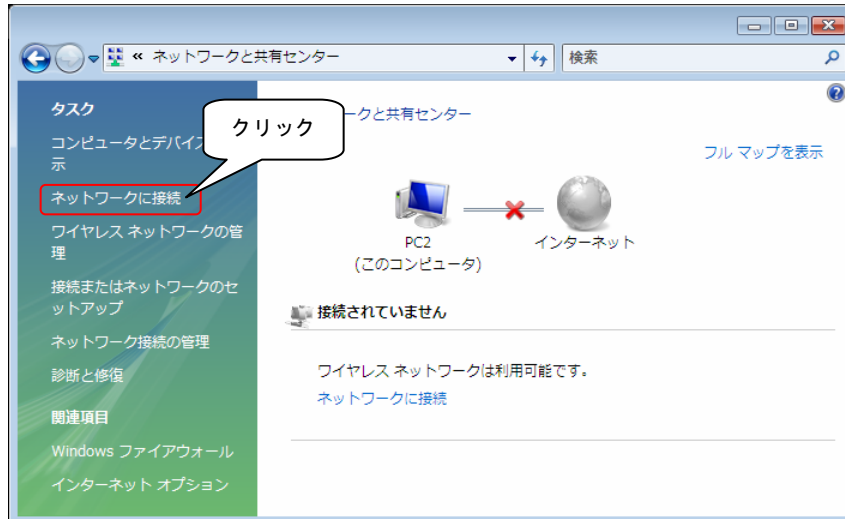 « ネットワークと共有センター
検索
タスク
クリック
ークと共有センター
コンピュータとデバイス
示
フル マップを表示
ネットワークに接続
ワイヤレス ネットワークの管
理
PC2
(このコンピュータ)
インターネット
接続またはネットワークのセ
ットアップ
接続されていません
ネットワーク接続の管理
診断と修復
ワイヤレス ネットワークは利用可能です。
ネットワークに接続
関連項目
Windows ファイアウォール
インターネット オプション